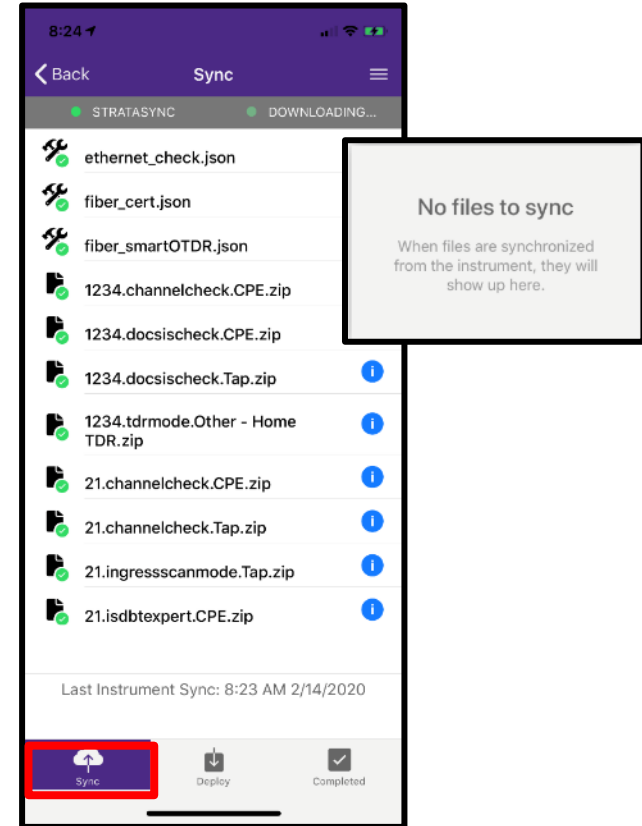 8:24
Back Sync
STRATASYNC DOWNLOADING...
ethernet_check.json
fiber_cert.json
fiber_smartOTDR.json
1234.channelcheck.CPE.zip
1234.docsischeck.CPE.zip
1234.docsischeck.Tap.zip
1234.tdrmode.Other - Home
TDR.zip
21.channelcheck.CPE.zip
21.channelcheck.Tap.zip
21.ingressscanmode.Tap.zip
21.isdbtexpert.CPE.zip
Last Instrument Sync: 8:23 AM 2/14/2020
Sync Deploy Completed
No files to sync
When files are synchronized
from the instrument, they will
show up here.